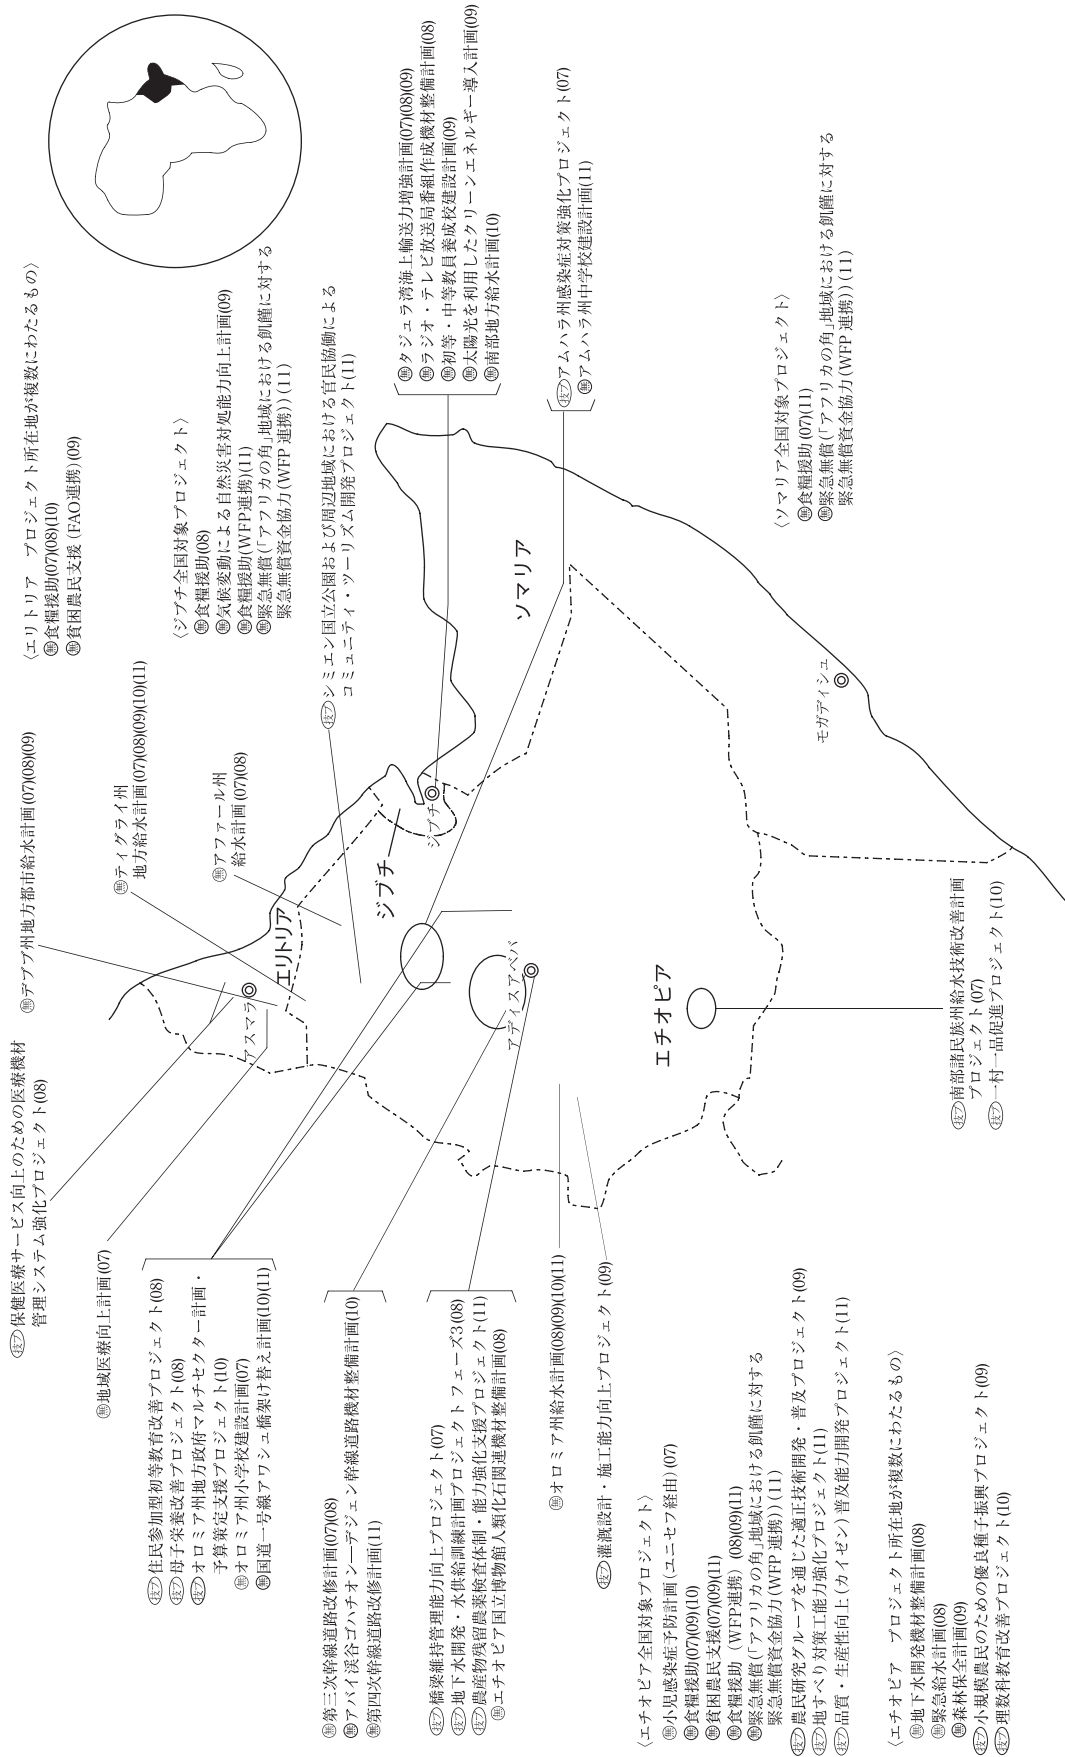 技プ保健医療サービス向上のための医療機材
管理システム強化プロジェクト(08)
無デブブ州地方都市給水計画(07)(08)(09)
〈エリトリア　プロジェクト所在地が複数にわたるもの〉
無食糧援助(07)(08)(10)
無貧困農民支援(FAO連携)(09)
無地域医療向上計画(07)
無ティグライ州
地方給水計画(07)(08)(09)(10)(11)
無アファール州
給水計画(07)(08)
〈ジブチ全国対象プロジェクト〉
無食糧援助(08)
無気候変動による自然災害対処能力向上計画(09)
無食糧援助(WFP連携)(11)
無緊急無償(「アフリカの角」地域における飢饉に対する
緊急無償資金協力(WFP連携))(11)
技プシミエン国立公園および周辺地域における官民協働による
コミュニティ・ツーリズム開発プロジェクト(11)
技プ住民参加型初等教育改善プロジェクト(08)
技プ母子栄養改善プロジェクト(08)
技プオロミア州地方政府マルチセクター計画・
予算策定支援プロジェクト(10)
無オロミア州小学校建設計画(07)
無国道一号線アワシュ橋架け替え計画(10)(11)
無タジュラ湾海上輸送力増強計画(07)(08)(09)
無ラジオ・テレビ放送局番組作成機材整備計画(08)
無初等・中等教員養成校建設計画(09)
無太陽光を利用したクリーンエネルギー導入計画(09)
無南部地方給水計画(10)
無第三次幹線道路改修計画(07)(08)
無アバイ渓谷ゴハチオン―デジェン幹線道路機材整備計画(10)
無第四次幹線道路改修計画(11)
技プ橋梁維持管理能力向上プロジェクト(07)
技プ地下水開発・水供給訓練計画プロジェクト フェーズ3(08)
技プ農産物残留農薬検査体制・能力強化支援プロジェクト(11)
無エチオピア国立博物館人類化石関連機材整備計画(08)
技プアムハラ州感染症対策強化プロジェクト(07)
無アムハラ州中学校建設計画(11)
無オロミア州給水計画(08)(09)(10)(11)
技プ灌漑設計・施工能力向上プロジェクト(09)
アスマラ
エリトリア
ジブチ
ジブチ
アディスアベバ
ソマリア
エチオピア
モガディシュ
〈エチオピア全国対象プロジェクト〉
無小児感染症予防計画(ユニセフ経由)(07)
無食糧援助(07)(09)(10)
無貧困農民支援(07)(09)(11)
無食糧援助(WFP連携)(08)(09)(11)
無緊急無償(「アフリカの角」地域における飢饉に対する
緊急無償資金協力(WFP連携))(11)
技プ農民研究グループを通じた適正技術開発・普及プロジェクト(09)
技プ地すべり対策工能力強化プロジェクト(11)
技プ品質・生産性向上(カイゼン)普及能力開発プロジェクト(11)
〈ソマリア全国対象プロジェクト〉
無食糧援助(07)(11)
無緊急無償(「アフリカの角」地域における飢饉に対する
緊急無償資金協力(WFP連携))(11)
〈エチオピア　プロジェクト所在地が複数にわたるもの〉
無地下水開発機材整備計画(08)
無緊急給水計画(08)
無森林保全計画(09)
技プ小規模農民のための優良種子振興プロジェクト(09)
技プ理数科教育改善プロジェクト(10)
技プ南部諸民族州給水技術改善計画
プロジェクト(07)
技プ一村一品促進プロジェクト(10)